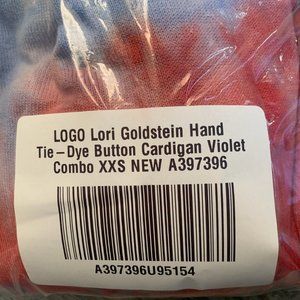 LOGO Lori Goldstein Hand
Tie-Dye Button Cardigan Violet
Combo XXS NEW A397396
A397396U95154